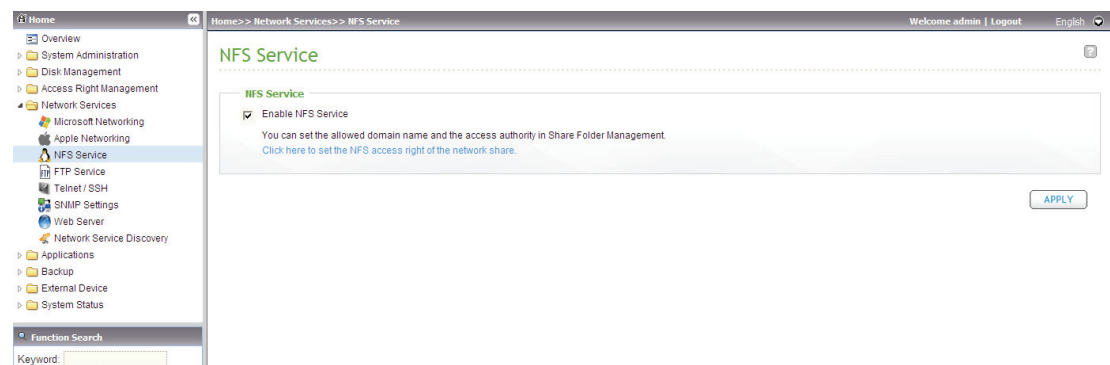 Home
Overview
System Administration
Disk Management
Access Right Management
Network Services
Microsoft Networking
Apple Networking
NFS Service
FTP Service
Telnet / SSH
SNMP Settings
Web Server
Network Service Discovery
Applications
Backup
External Device
System Status
Function Search
Keyword:
Home>> Network Services>> NFS Service
Welcome admin | Logout English
NFS Service
?
NFS Service
Enable NFS Service
You can set the allowed domain name and the access authority in Share Folder Management.
Click here to set the NFS access right of the network share.
APPLY